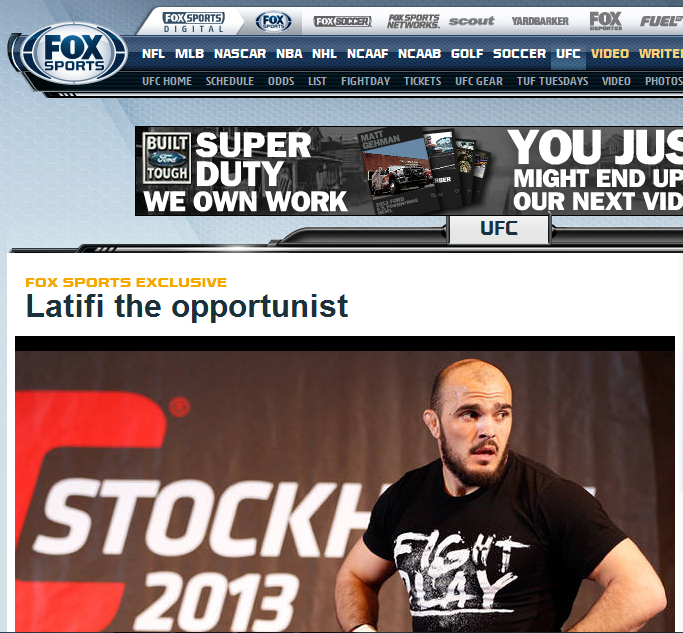 FOX SPORTS
DIGITAL
FOX SPORTS
FOX SOCCER
FOX SPORTS NETWORKS.
scout
YARDBARKER
FOX
DEPORTES
FUEL
FOX
SPORTS
NFL MLB NASCAR NBA NHL NCAAF NCAAB GOLF SOCCER UFC VIDEO WRITE
UFC HOME SCHEDULE ODDS LIST FIGHTDAY TICKETS UFC GEAR TUF TUESDAYS VIDEO PHOTOS
BUILT
Ford
TOUGH
SUPER
DUTY
WE OWN WORK
MATT
GEHMAN
YOU JUS
MIGHT END UP
OUR NEXT VID
UFC
FOX SPORTS EXCLUSIVE
Latifi the opportunist
STOCKH
2013
FIGHT
PLAY